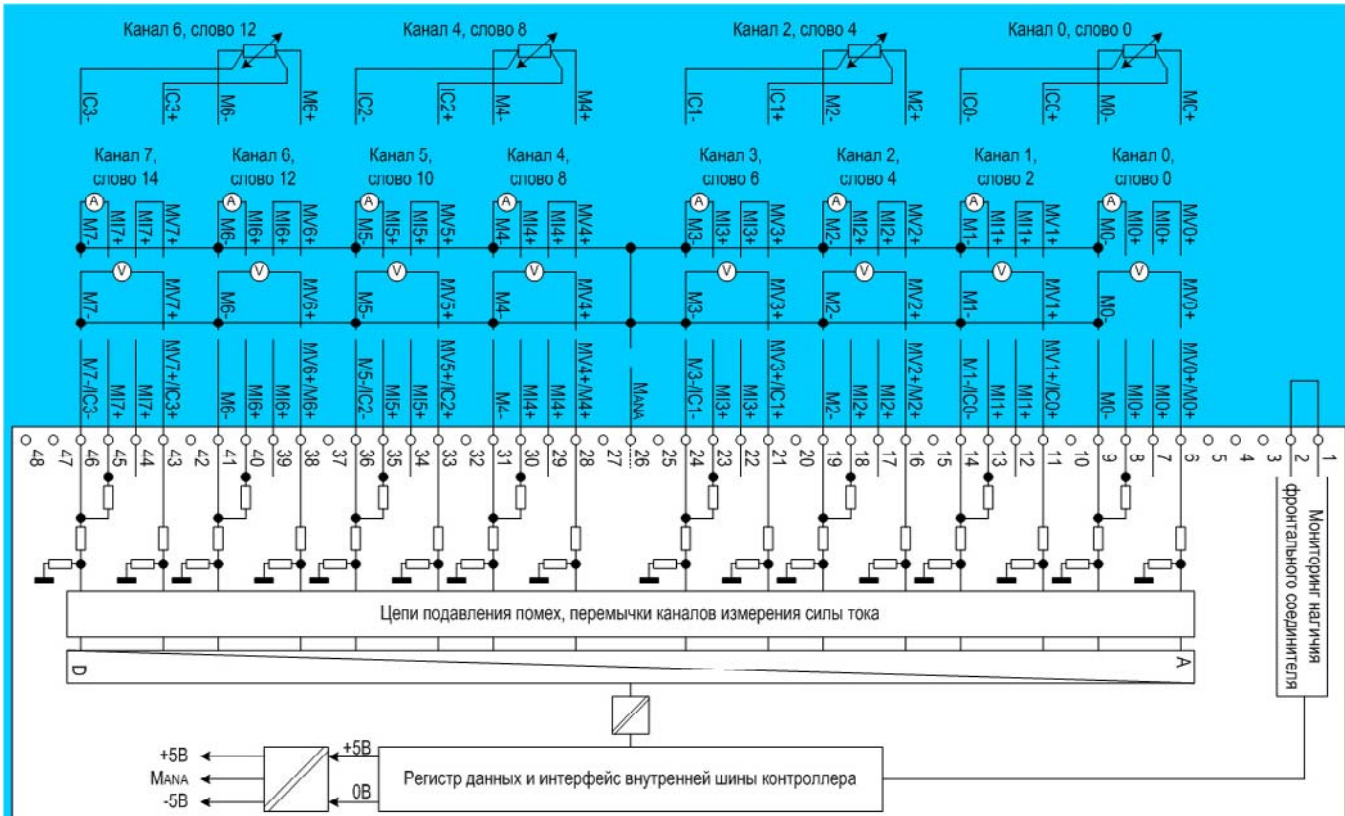 Канал 6, слово 12
Канал 4, слово 8
Канал 2, слово 4
Канал 0, слово 0
IC3-
IC3+
M6-
M6+
IC2-
IC2+
M4-
M4+
IC1-
IC1+
M2-
M2+
IC0-
IC0+
M0-
M0+
Канал 7,
слово 14
Канал 6,
слово 12
Канал 5,
слово 10
Канал 4,
слово 8
Канал 3,
слово 6
Канал 2,
слово 4
Канал 1,
слово 2
Канал 0,
слово 0
A
A
A
A
A
A
A
A
M7-
MI7+
MI7+
MV7+
M6-
MI6+
MI6+
MV6+
M5-
MI5+
MI5+
MV5+
M4-
MI4+
MI4+
MV4+
M3-
MI3+
MI3+
MV3+
M2-
MI2+
MI2+
MV2+
M1-
MI1+
MI1+
MV1+
M0-
MI0+
MI0+
MV0+
V
V
V
V
V
V
V
V
M7-
MV7+
M6-
MV6+
M5-
MV5+
M4-
MV4+
M3-
MV3+
M2-
MV2+
M1-
MV1+
M0-
MV0+
M7-/IC3-
MI7+
MI7+
MV7+/IC3+
M6-
MI6+
MI6+
MV6+/M6+
M5-/IC2-
MI5+
MI5+
MV5+/IC2+
M4-
MI4+
MI4+
MV4+/M4+
MANA
M3-/IC1-
MI3+
MI3+
MV3+/IC1+
M2-
MI2+
MI2+
MV2+/M2+
M1-/IC0-
MI1+
MI1+
MV1+/IC0+
M0-
MI0+
MI0+
MV0+/M0+
48
47
46
45
44
43
42
41
40
39
38
37
36
35
34
33
32
31
30
29
28
27
26
25
24
23
22
21
20
19
18
17
16
15
14
13
12
11
10
9
8
7
6
5
4
3
2
1
Мониторинг наличия
фронтального соединителя
Цепи подавления помех, перемычки каналов измерения силы тока
D
A
+5В
MANA
-5В
+5В
0В
Регистр данных и интерфейс внутренней шины контроллера